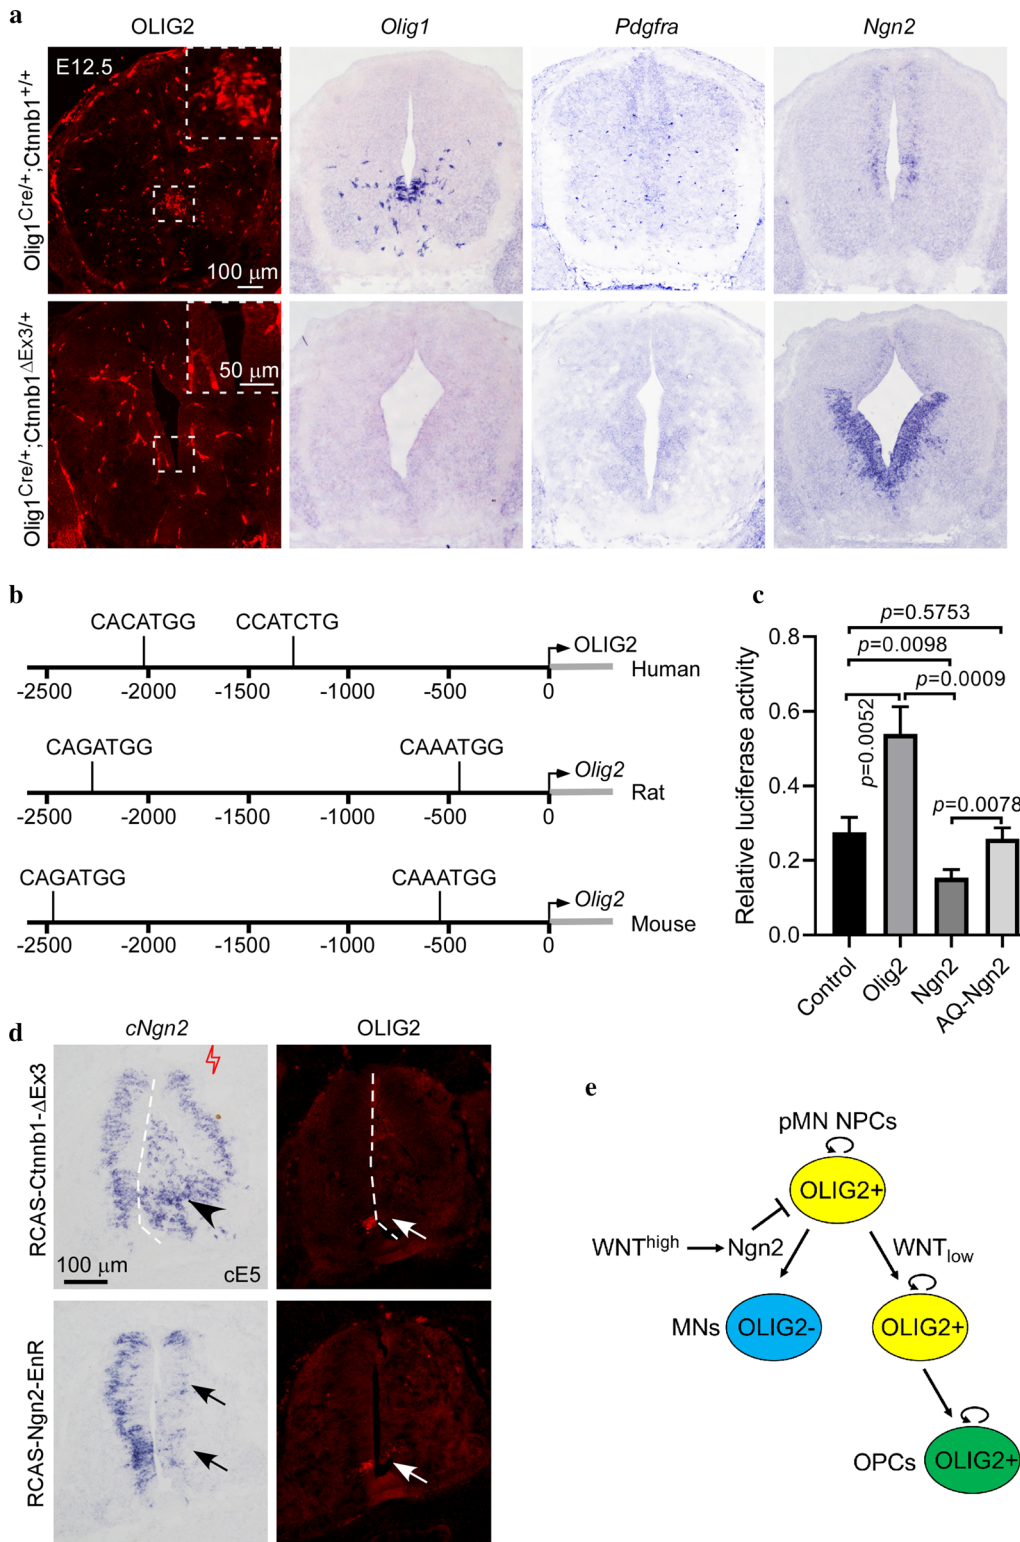 a
OLIG2
Olig1
Pdgfra
Ngn2
Olig1Cre/+;Ctnnb1+/+
E12.5
100 µm
Olig1Cre/+;Ctnnb1ΔEx3/+
50 µm
b
CACATGG
CCATCTG
OLIG2
Human
-2500
-2000
-1500
-1000
-500
0
CAGATGG
CAAATGG
Olig2
Rat
-2500
-2000
-1500
-1000
-500
0
CAGATGG
CAAATGG
Olig2
Mouse
-2500
-2000
-1500
-1000
-500
0
c
Relative luciferase activity
0.8
0.6
0.4
0.2
0.0
p=0.5753
p=0.0098
p=0.0009
p=0.0052
p=0.0078
Control
Olig2
Ngn2
AQ-Ngn2
d
cNgn2
OLIG2
RCAS-Ctnnb1-ΔEx3
100 µm
cE5
RCAS-Ngn2-EnR
e
pMN NPCs
OLIG2+
WNThigh
Ngn2
WNTlow
MNs
OLIG2-
OLIG2+
OPCs
OLIG2+